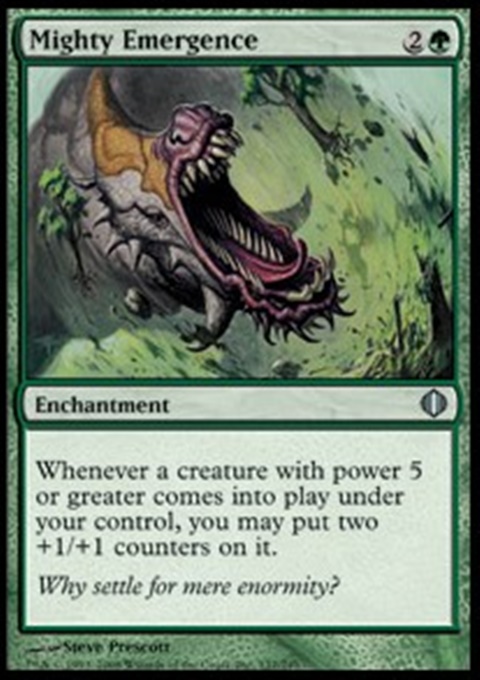 Mighty Emergence 2
Enchantment
Whenever a creature with power 5
or greater comes into play under
your control, you may put two
+1/+1 counters on it.
Why settle for mere enormity?
Steve Prescott